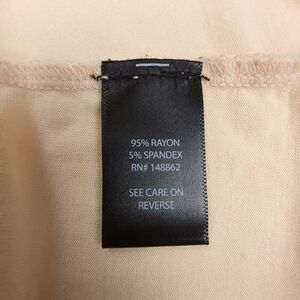 95% RAYON
5% SPANDEX
RN# 148862
SEE CARE ON
REVERSE